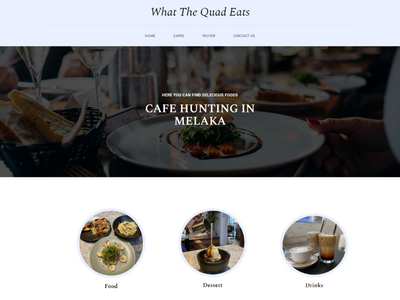 What The Quad Eats
HOME CAFES REVIEW CONTACT US
HERE YOU CAN FIND DELECIOUS FOODS
CAFE HUNTING IN
MELAKA
Food Dessert Drinks